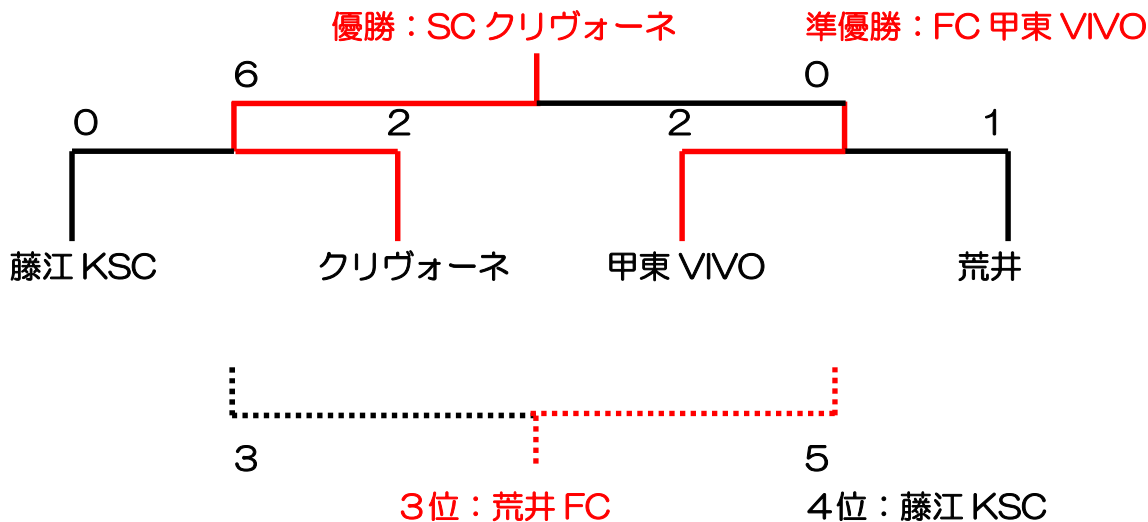 優勝：SC クリヴォーネ 準優勝：FC 甲東 VIVO
6 0
0 2 2 1
藤江 KSC クリヴォーネ 甲東 VIVO 荒井
3 5
３位：荒井 FC ４位：藤江 KSC